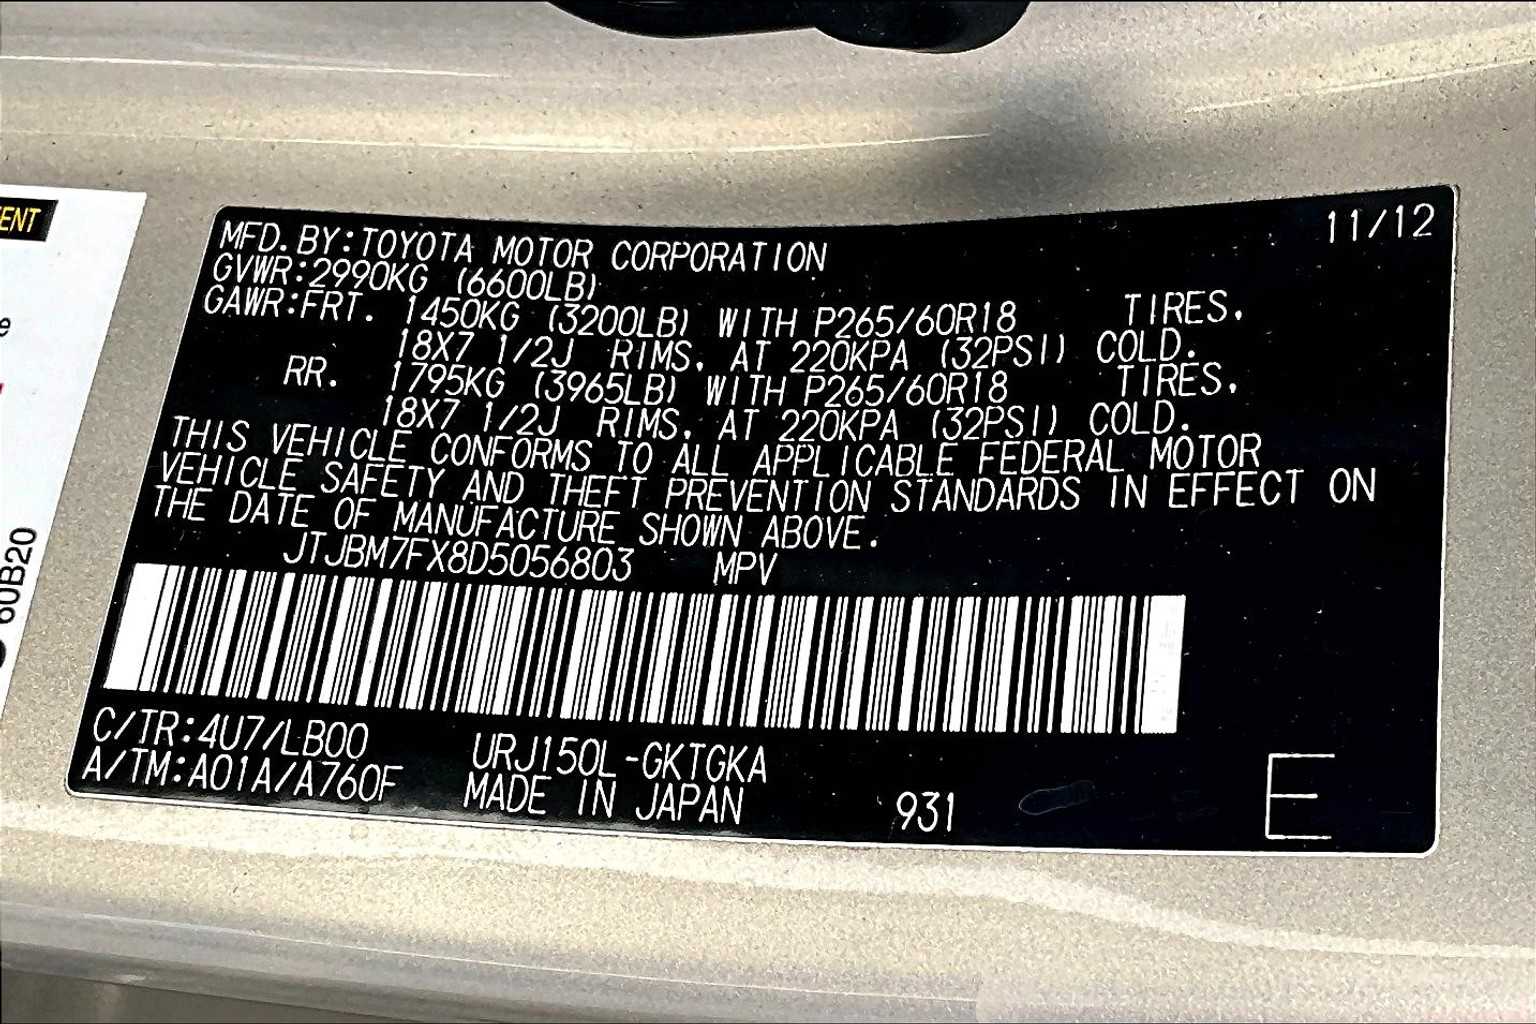 ENT
e
60B20
11/12
MFD. BY: TOYOTA MOTOR CORPORATION
GVWR: 2990KG (6600LB)
GAWR: FRT. 1450KG (3200LB) WITH P265/60R18 TIRES.
18X7 1/2J RIMS, AT 220KPA (32PSI) COLD.
RR. 1795KG (3965LB) WITH P265/60R18 TIRES.
18X7 1/2J RIMS, AT 220KPA (32PSI) COLD.
THIS VEHICLE CONFORMS TO ALL APPLICABLE FEDERAL MOTOR
VEHICLE SAFETY AND THEFT PREVENTION STANDARDS IN EFFECT ON
THE DATE OF MANUFACTURE SHOWN ABOVE.
JTJBM7FX8D5056803 MPV
C/TR: 4U7/LB00 URJ150L-GKTGKA
A/TM: A01A/A760F MADE IN JAPAN 931 E